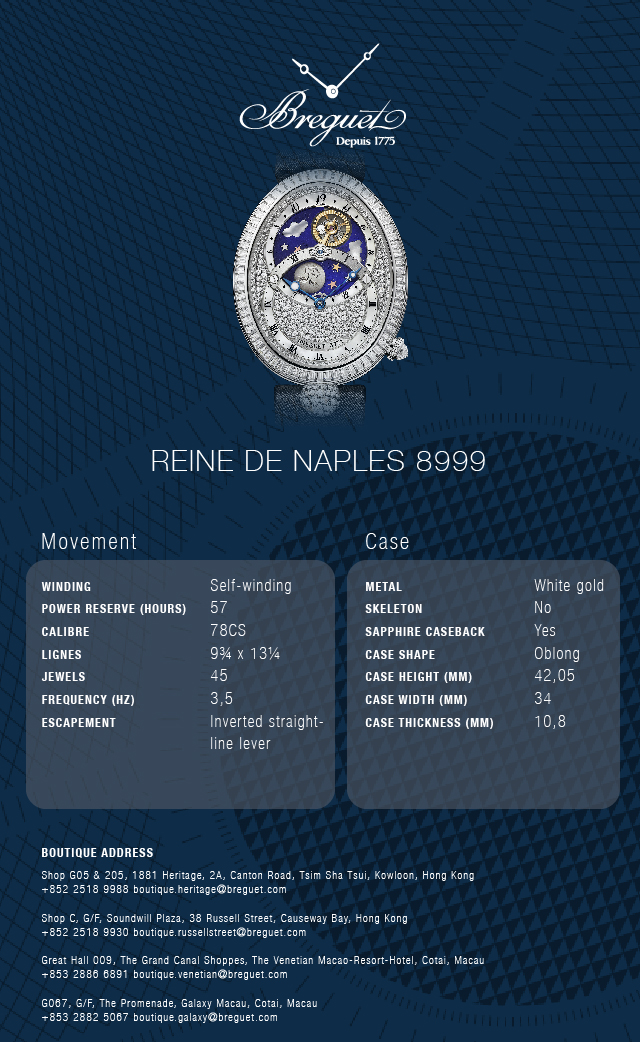 Breguet
Depuis 1775
REINE DE NAPLES 8999
Movement
WINDING Self-winding
POWER RESERVE (HOURS) 57
CALIBRE 78CS
LIGNES 9¾ x 13¼
JEWELS 45
FREQUENCY (HZ) 3,5
ESCAPEMENT Inverted straight-
line lever
Case
METAL White gold
SKELETON No
SAPPHIRE CASEBACK Yes
CASE SHAPE Oblong
CASE HEIGHT (MM) 42,05
CASE WIDTH (MM) 34
CASE THICKNESS (MM) 10,8
BOUTIQUE ADDRESS
Shop G05 & 205, 1881 Heritage, 2A, Canton Road, Tsim Sha Tsui, Kowloon, Hong Kong
+852 2518 9988 boutique.heritage@breguet.com
Shop C, G/F, Soundwill Plaza, 38 Russell Street, Causeway Bay, Hong Kong
+852 2518 9930 boutique.russellstreet@breguet.com
Great Hall 009, The Grand Canal Shoppes, The Venetian Macao-Resort-Hotel, Cotai, Macau
+853 2886 6891 boutique.venetian@breguet.com
G067, G/F, The Promenade, Galaxy Macau, Cotai, Macau
+853 2882 5067 boutique.galaxy@breguet.com